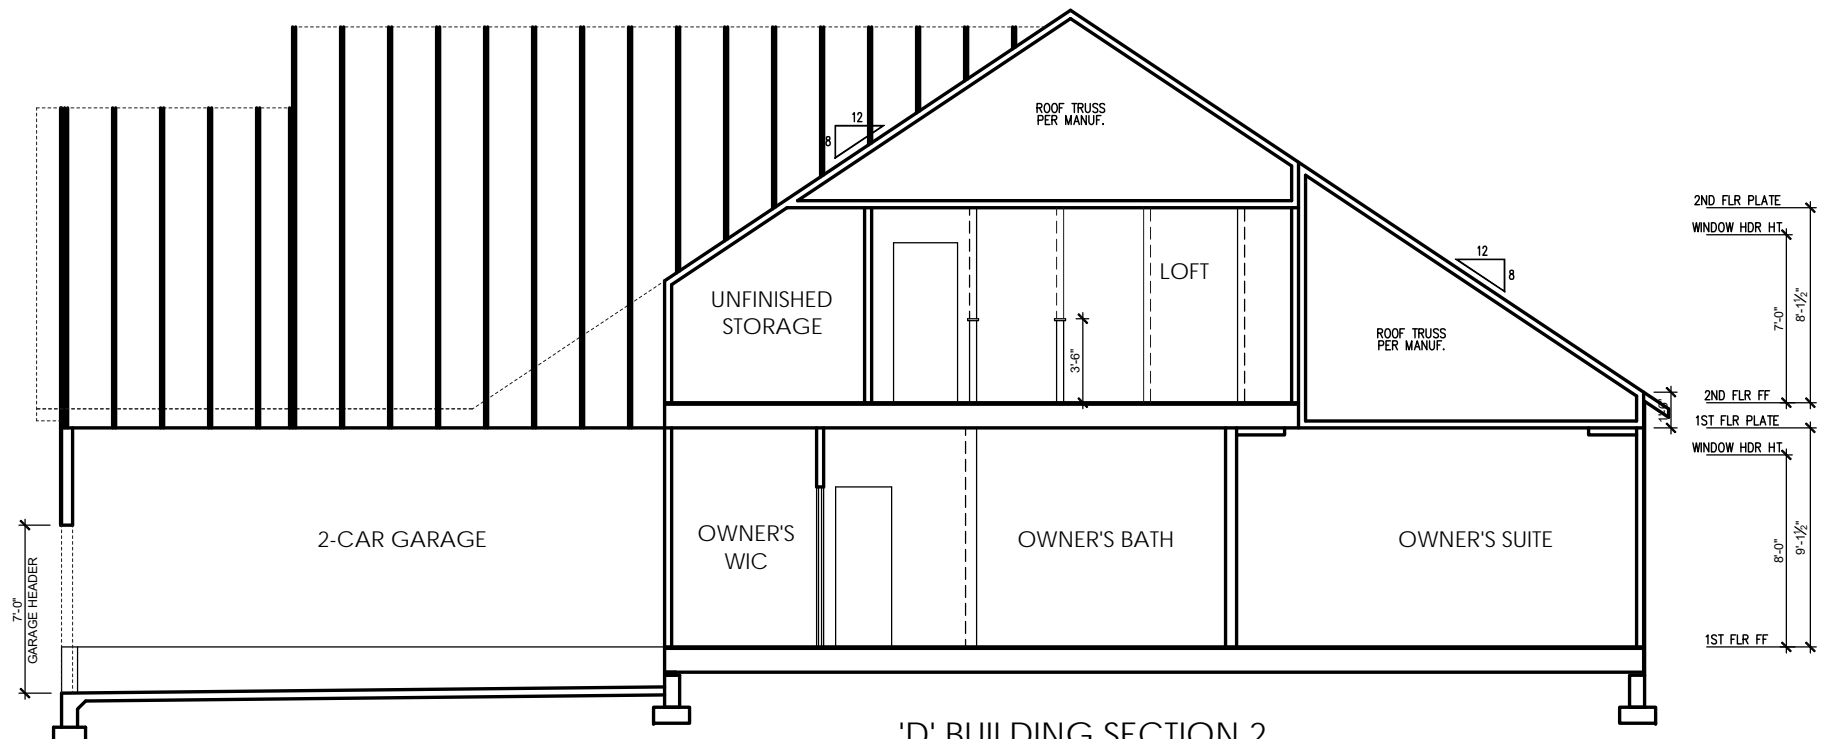 ROOF TRUSS
PER MANUF.
12
8
2ND FLR PLATE
WINDOW HDR HT.
LOFT
12
8
UNFINISHED
STORAGE
7'-0"
8'-1½"
ROOF TRUSS
PER MANUF.
3'-6"
2ND FLR FF
1ST FLR PLATE
WINDOW HDR HT.
2-CAR GARAGE
OWNER'S
WIC
OWNER'S BATH
OWNER'S SUITE
8'-0"
9'-1½"
7'-0"
GARAGE HEADER
1ST FLR FF
'D' BUILDING SECTION 2